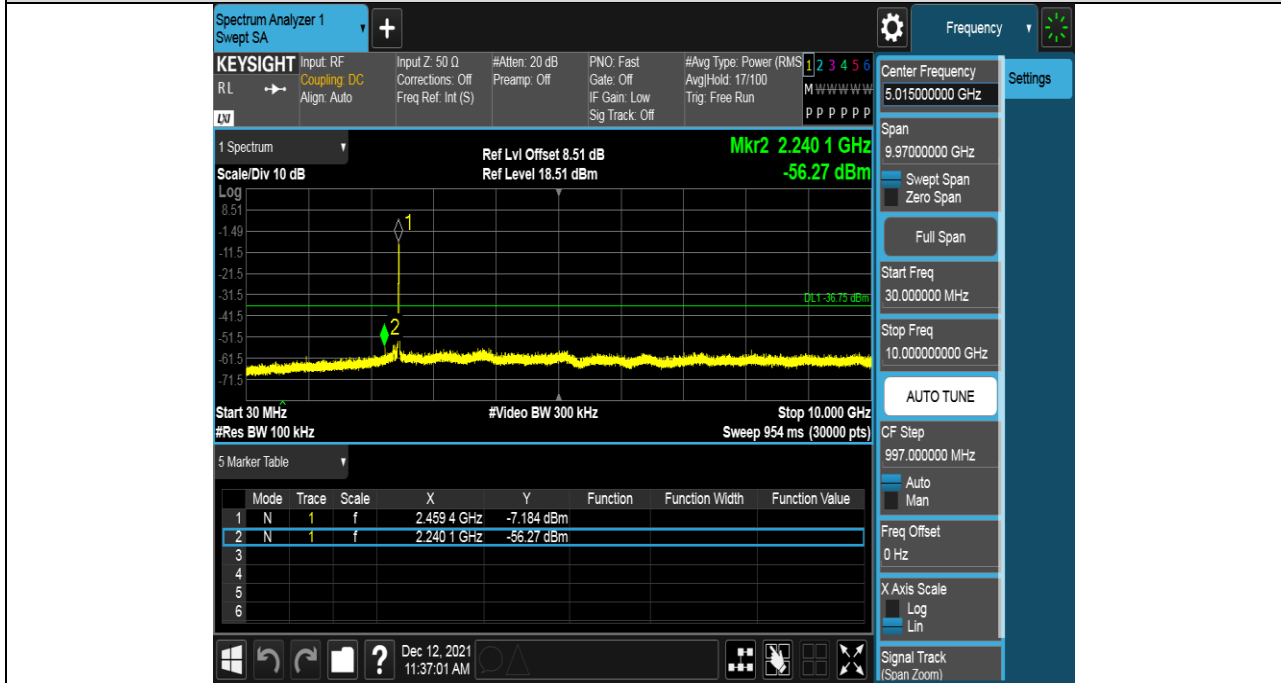 Spectrum Analyzer 1
Swept SA
+
Frequency
KEYSIGHT
RL
LXI
Input: RF
Coupling: DC
Align: Auto
Input Z: 50 Ω
Corrections: Off
Freq Ref: Int (S)
#Atten: 20 dB
Preamp: Off
PNO: Fast
Gate: Off
IF Gain: Low
Sig Track: Off
#Avg Type: Power (RMS
Avg|Hold: 17/100
Trig: Free Run
1 2 3 4 5 6
M W W W W W
P P P P P P
1 Spectrum
Scale/Div 10 dB
Ref Lvl Offset 8.51 dB
Ref Level 18.51 dBm
Mkr2 2.240 1 GHz
-56.27 dBm
Log
8.51
-1.49
-11.5
-21.5
-31.5
-41.5
-51.5
-61.5
-71.5
1
2
DL1 -36.75 dBm
Start 30 MHz
#Video BW 300 kHz
Stop 10.000 GHz
#Res BW 100 kHz
Sweep 954 ms (30000 pts)
5 Marker Table
Mode Trace Scale X Y Function Function Width Function Value
1 N 1 f 2.459 4 GHz -7.184 dBm
2 N 1 f 2.240 1 GHz -56.27 dBm
3
4
5
6
?
Dec 12, 2021
11:37:01 AM
Center Frequency
5.015000000 GHz
Settings
Span
9.97000000 GHz
Swept Span
Zero Span
Full Span
Start Freq
30.000000 MHz
Stop Freq
10.000000000 GHz
AUTO TUNE
CF Step
997.000000 MHz
Auto
Man
Freq Offset
0 Hz
X Axis Scale
Log
Lin
Signal Track
(Span Zoom)